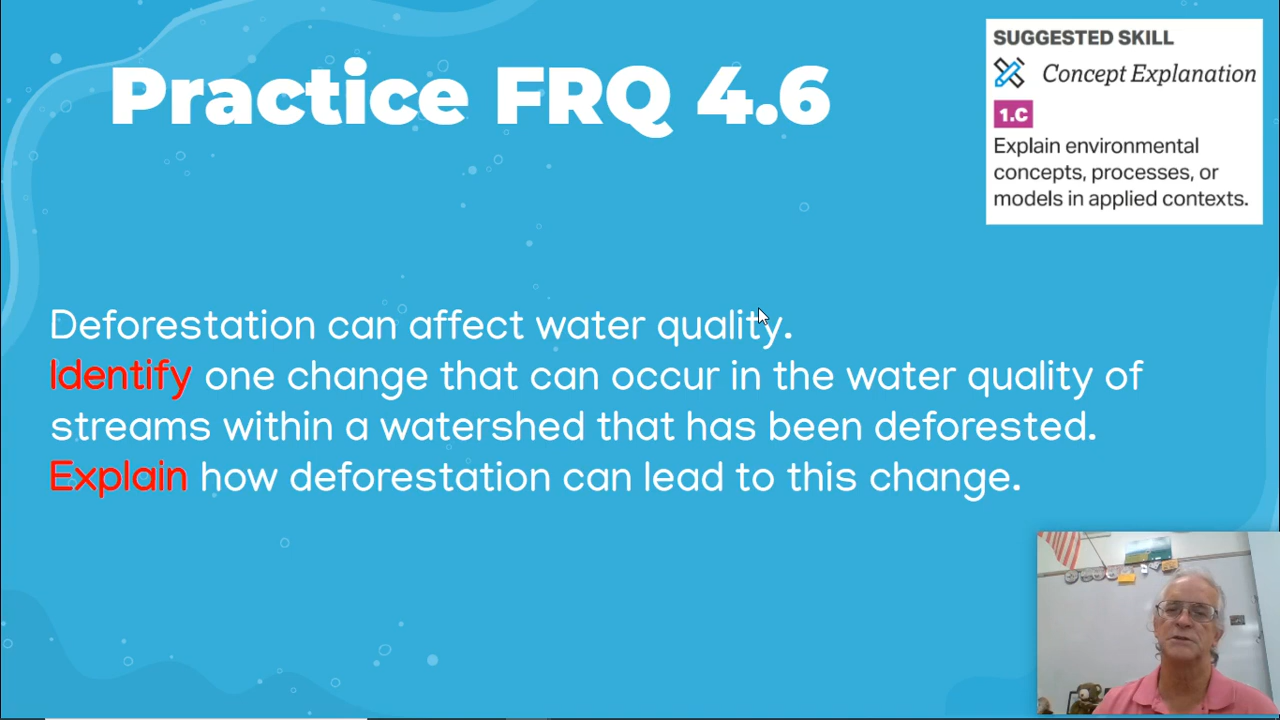 Practice FRQ 4.6
SUGGESTED SKILL
Concept Explanation
1.C
Explain environmental
concepts, processes, or
models in applied contexts.
Deforestation can affect water quality.
Identify one change that can occur in the water quality of
streams within a watershed that has been deforested.
Explain how deforestation can lead to this change.